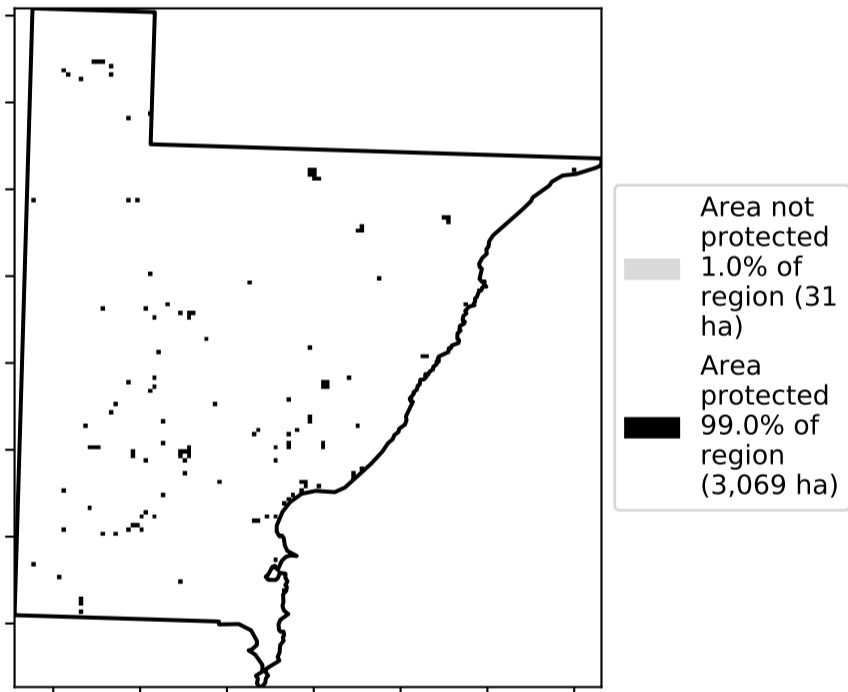 Area not
protected
1.0% of
region (31
ha)
Area
protected
99.0% of
region
(3,069 ha)